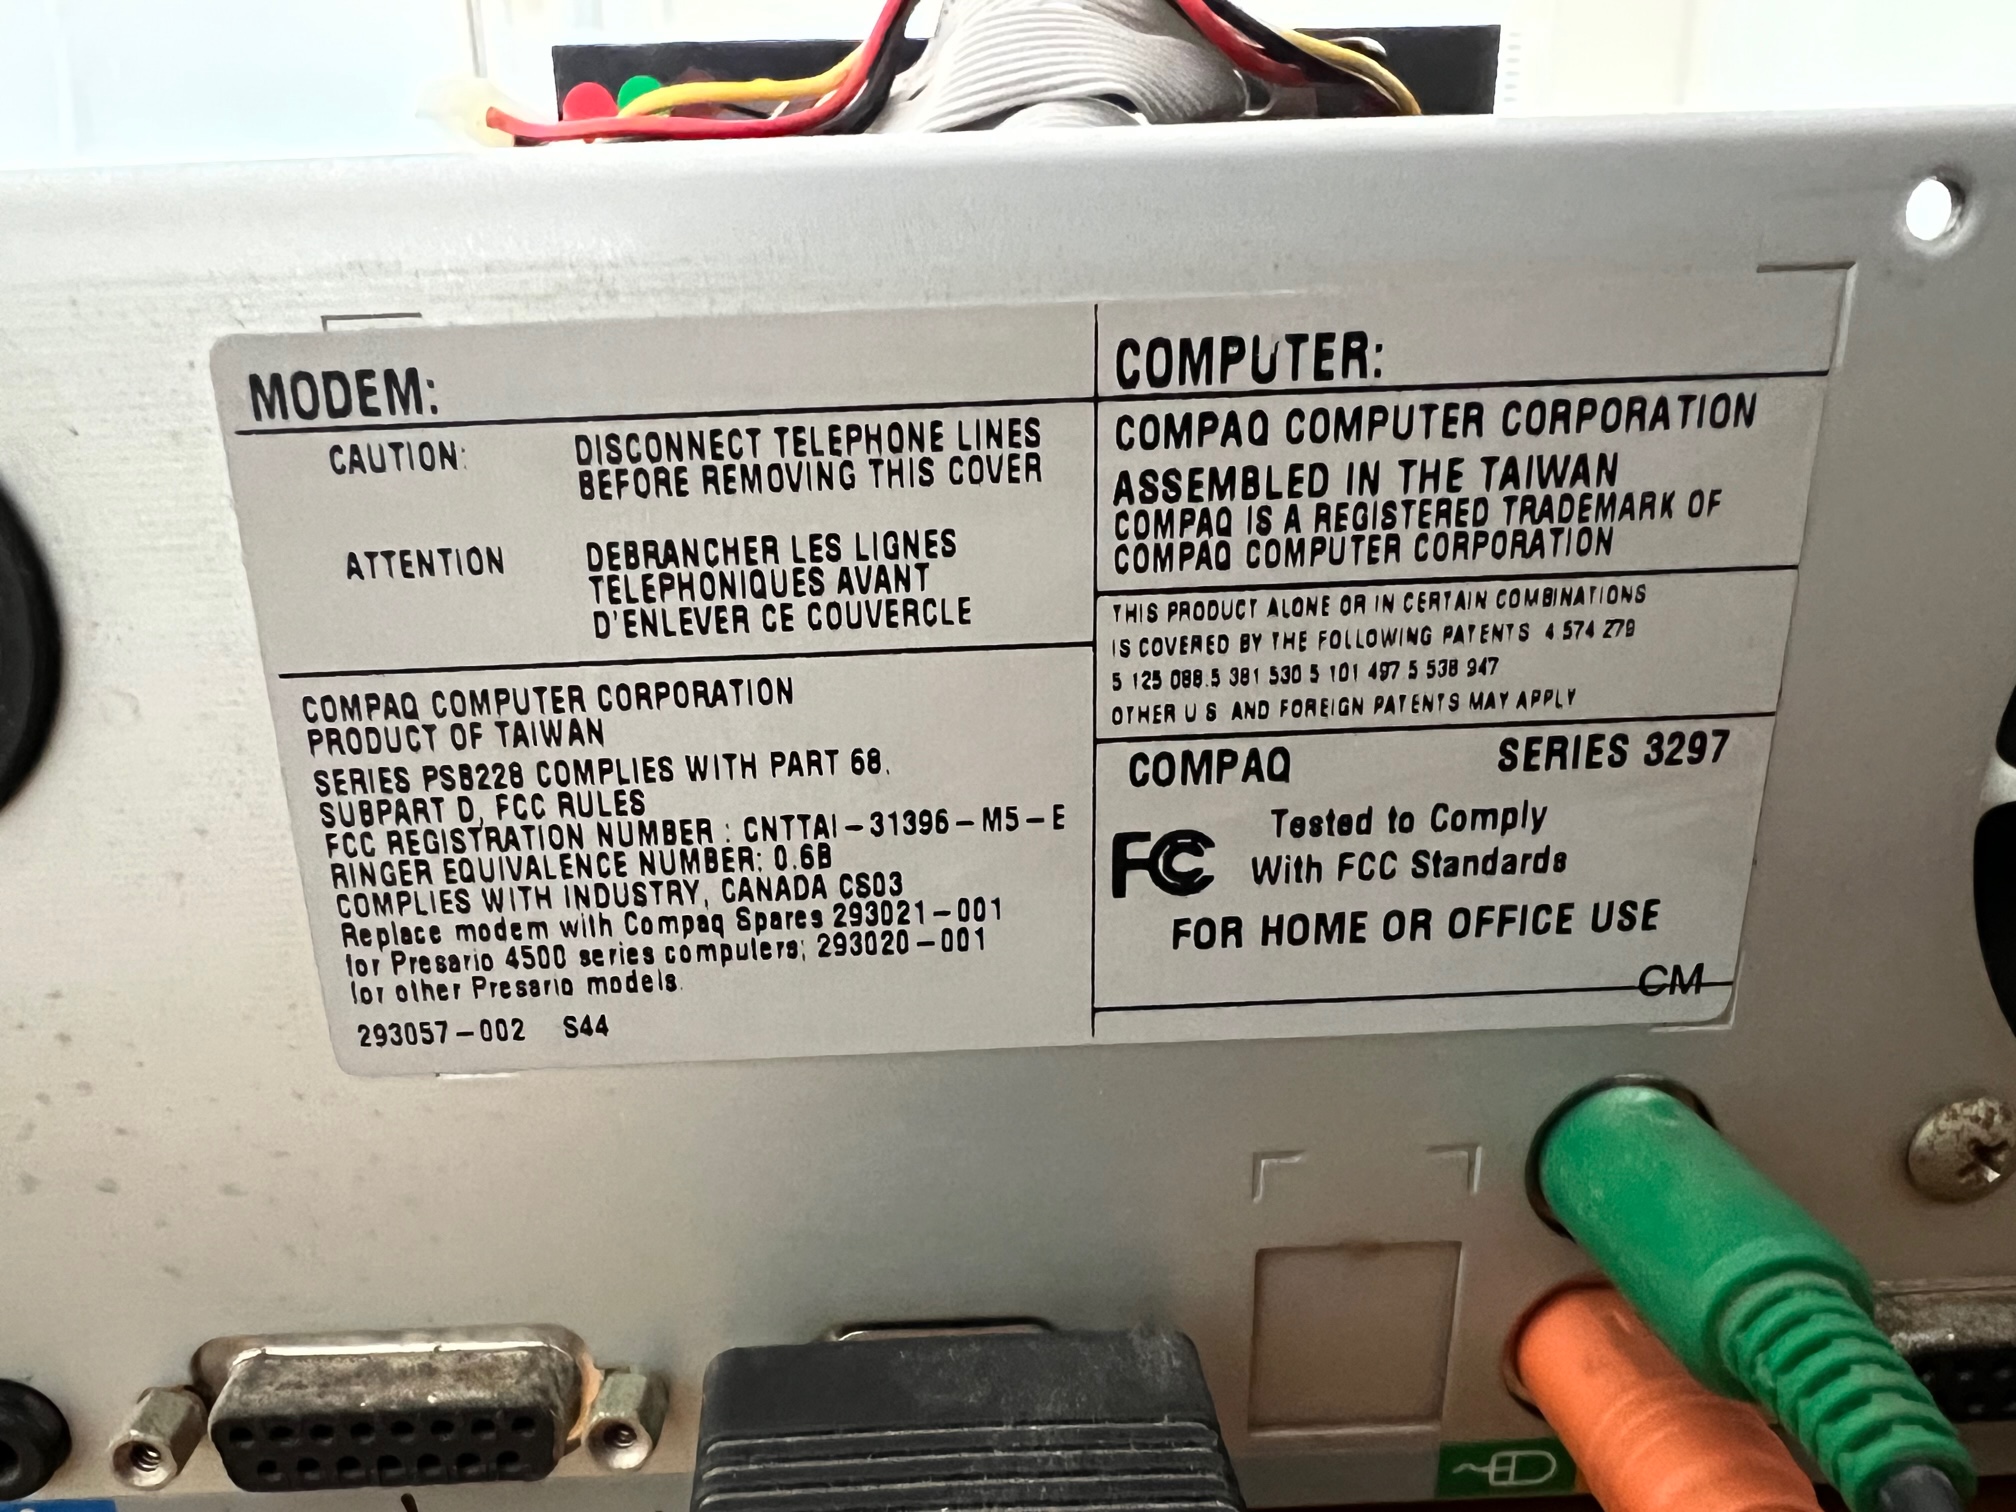 MODEM:
CAUTION:
DISCONNECT TELEPHONE LINES
BEFORE REMOVING THIS COVER
ATTENTION
DEBRANCHER LES LIGNES
TELEPHONIQUES AVANT
D'ENLEVER CE COUVERCLE
COMPAQ COMPUTER CORPORATION
PRODUCT OF TAIWAN
SERIES PSB228 COMPLIES WITH PART 68.
SUBPART D, FCC RULES
FCC REGISTRATION NUMBER : CNTTAI-31396-M5-E
RINGER EQUIVALENCE NUMBER: 0.6B
COMPLIES WITH INDUSTRY, CANADA CS03
Replace modem with Compaq Spares 293021-001
for Presario 4500 series computers; 293020-001
for other Presario models.
293057-002 S44
COMPUTER:
COMPAQ COMPUTER CORPORATION
ASSEMBLED IN THE TAIWAN
COMPAQ IS A REGISTERED TRADEMARK OF
COMPAQ COMPUTER CORPORATION
THIS PRODUCT ALONE OR IN CERTAIN COMBINATIONS
IS COVERED BY THE FOLLOWING PATENTS 4 574 279
5 125 088.5 381 530 5 101 497 5 538 947
OTHER U S AND FOREIGN PATENTS MAY APPLY
COMPAQ SERIES 3297
FC Tested to Comply
With FCC Standards
FOR HOME OR OFFICE USE
CM